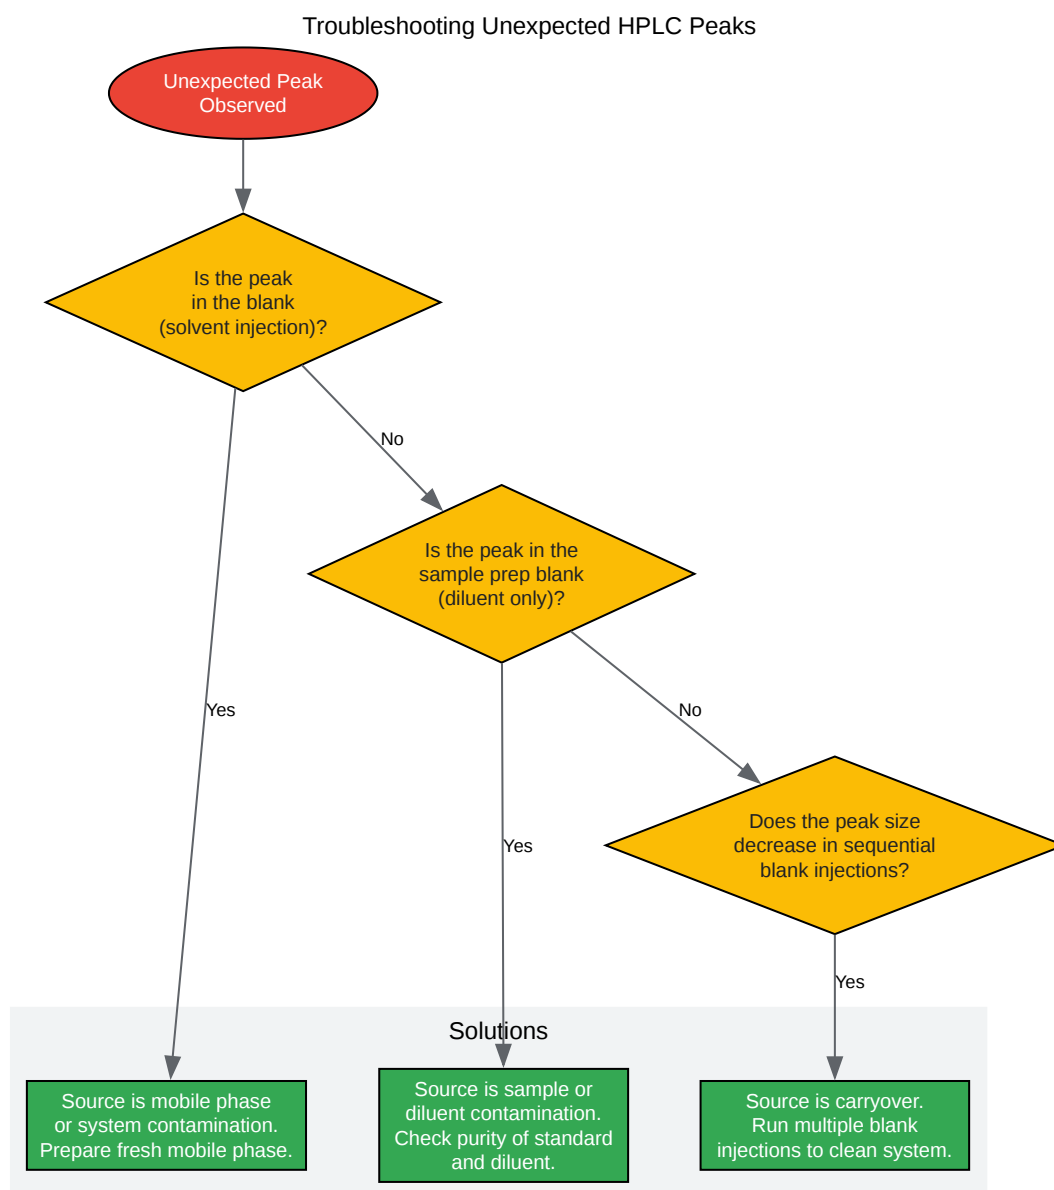 Troubleshooting Unexpected HPLC Peaks
Unexpected Peak
Observed
Is the peak
in the blank
(solvent injection)?
No
Is the peak in the
sample prep blank
(diluent only)?
Yes
No
Does the peak size
decrease in sequential
blank injections?
Yes
Yes
Solutions
Source is mobile phase
or system contamination.
Prepare fresh mobile phase.
Source is sample or
diluent contamination.
Check purity of standard
and diluent.
Source is carryover.
Run multiple blank
injections to clean system.